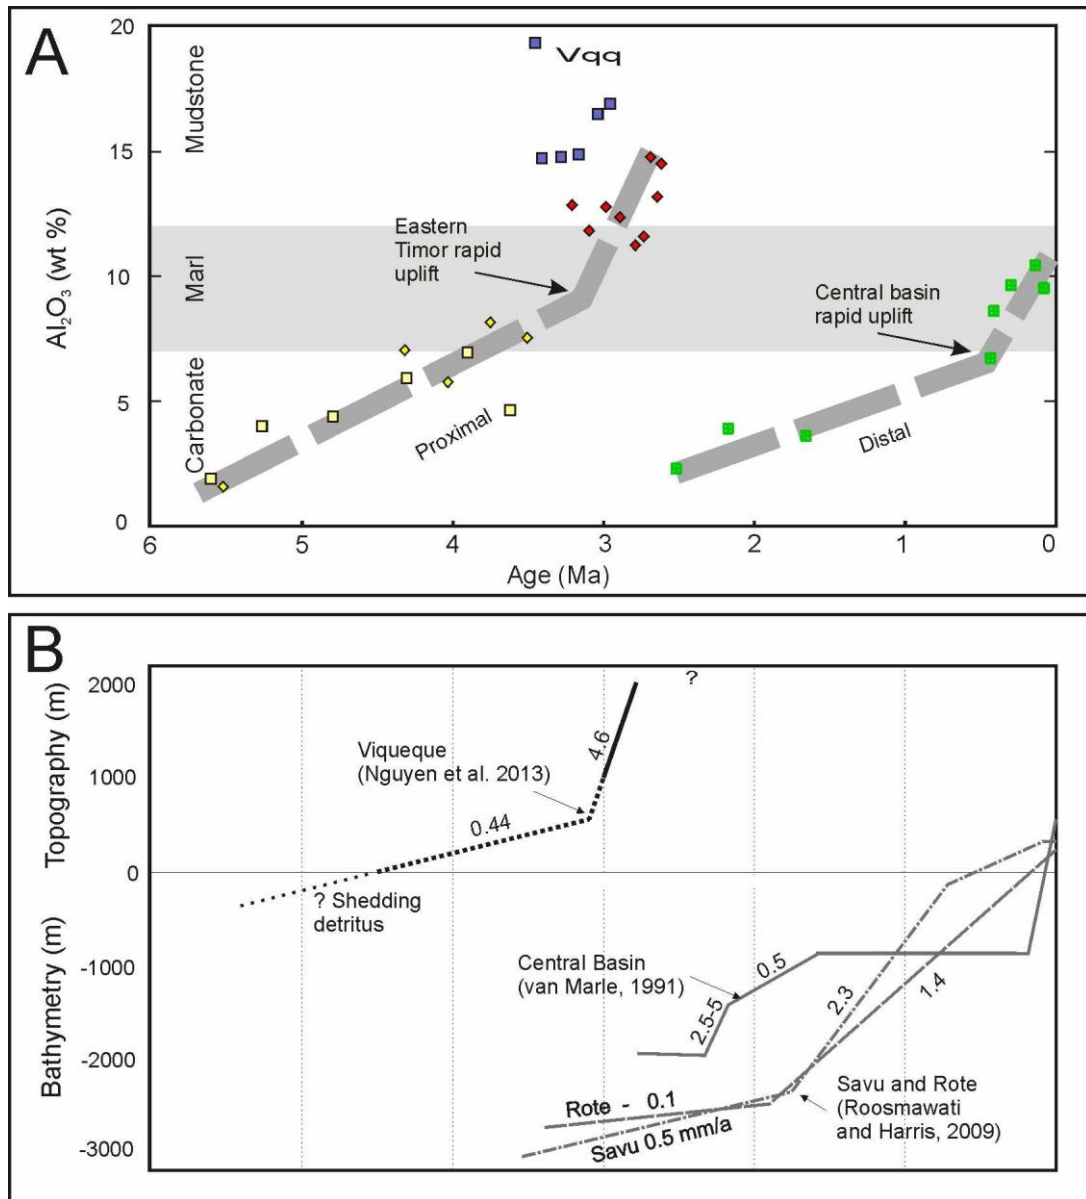 A
20
15
10
5
0
Al₂O₃ (wt %)
Mudstone
Marl
Carbonate
Vqq
Eastern
Timor rapid
uplift
Central basin
rapid uplift
Proximal
Distal
6 5 4 3 2 1 0
Age (Ma)
B
2000
1000
0
-1000
-2000
-3000
Topography (m)
Bathymetry (m)
?
4.6
Viqueque
(Nguyen et al. 2013)
0.44
? Shedding
detritus
Central Basin
(van Marle, 1991)
0.5
2.5-5
2.3
1.4
Rote - 0.1
Savu 0.5 mm/a
Savu and Rote
(Roosmawati
and Harris, 2009)